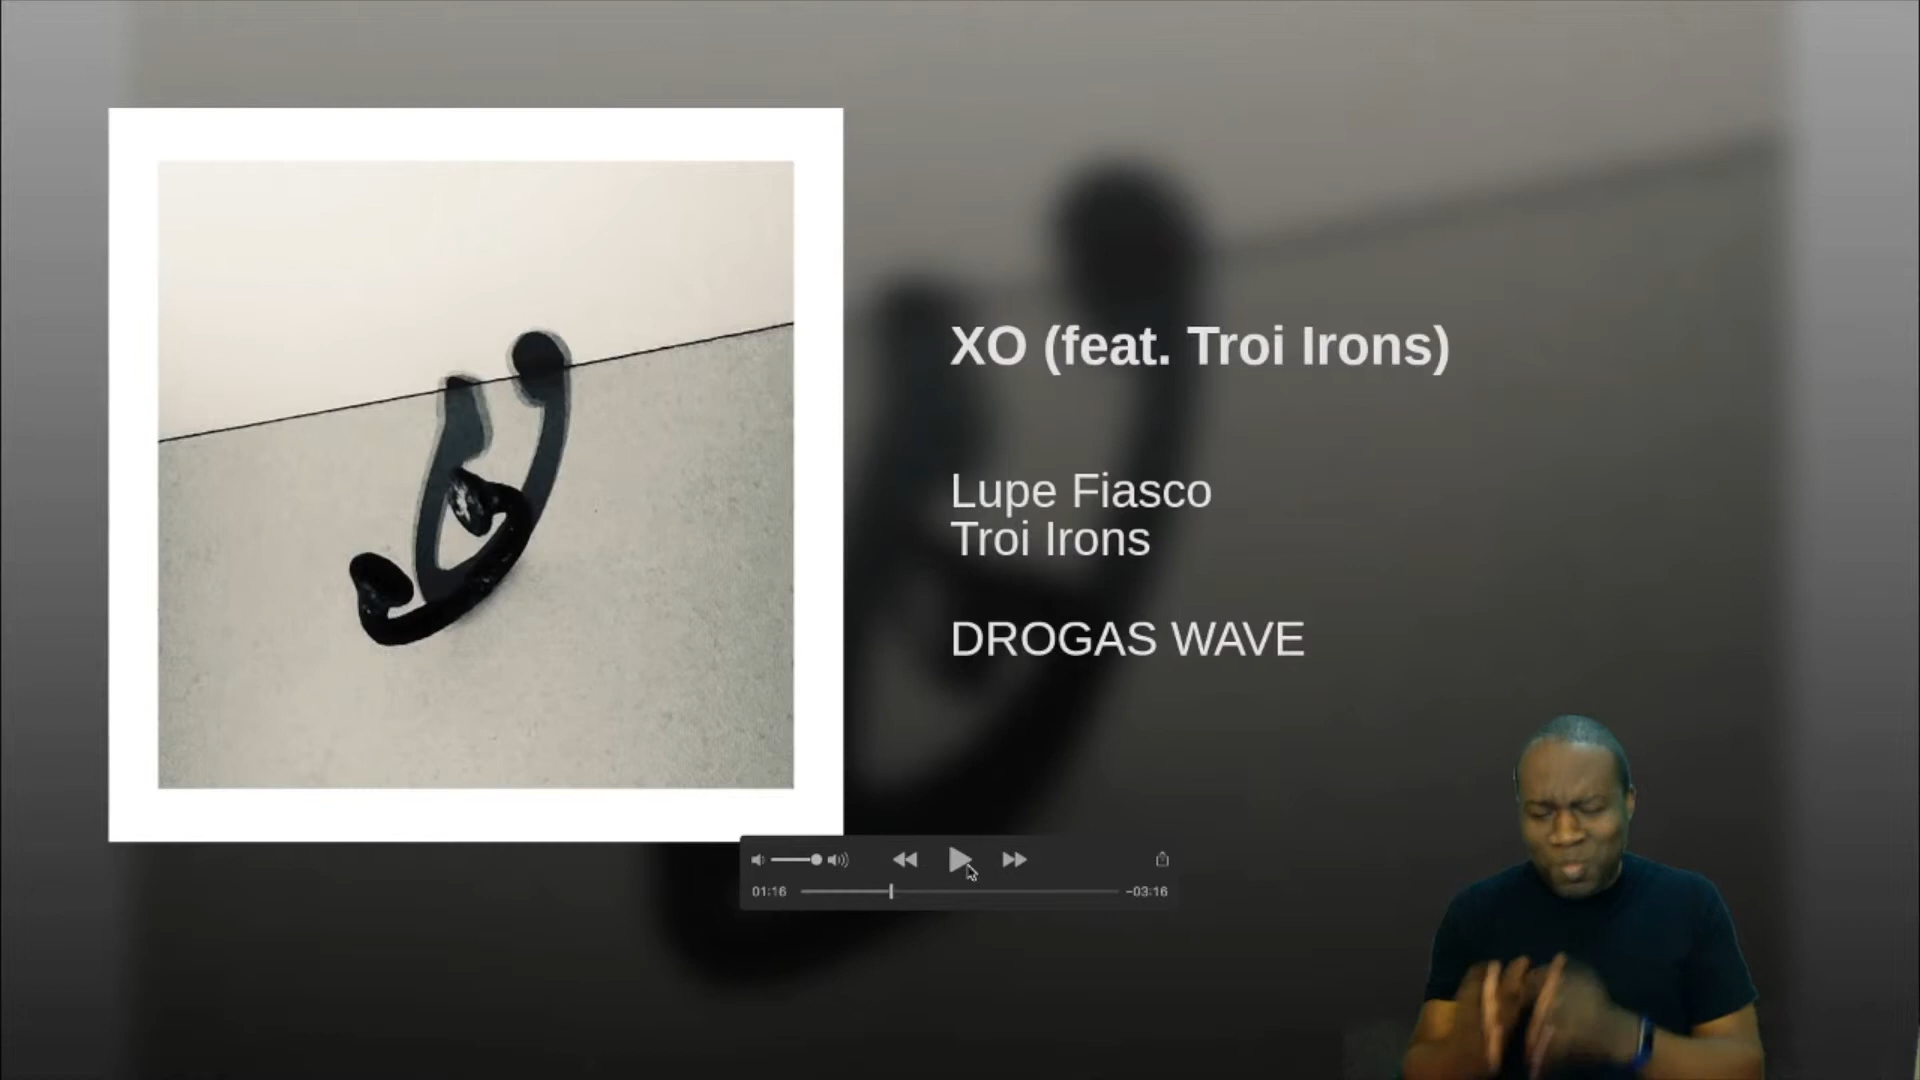 XO (feat. Troi Irons)
Lupe Fiasco
Troi Irons
DROGAS WAVE
01:16
−03:16